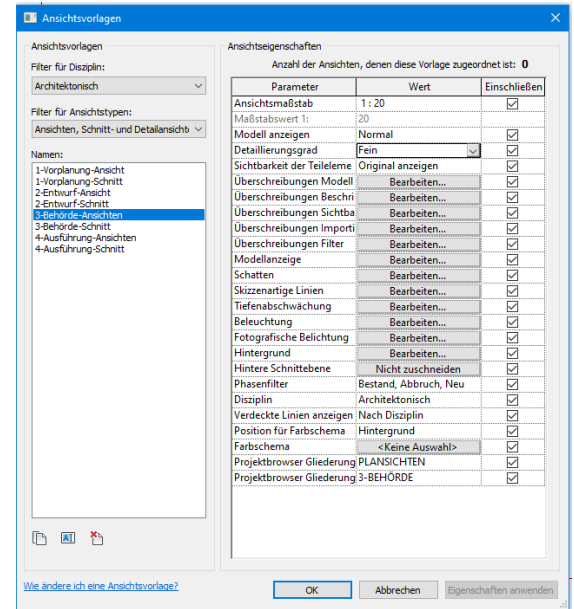 Ansichtsvorlagen
Ansichtsvorlagen
Filter für Disziplin:
Architektonisch
Filter für Ansichtstypen:
Ansichten, Schnitt- und Detailansicht
Namen:
1-Vorplanung-Ansicht
1-Vorplanung-Schnitt
2-Entwurf-Ansicht
2-Entwurf-Schnitt
3-Behörde-Ansichten
3-Behörde-Schnitt
4-Ausführung-Ansichten
4-Ausführung-Schnitt
Wie ändere ich eine Ansichtsvorlage?
Ansichtseigenschaften
Anzahl der Ansichten, denen diese Vorlage zugeordnet ist: 0
Parameter Wert Einschließen
Ansichtsmaßstab 1 : 20
Maßstabswert 1: 20
Modell anzeigen Normal
Detaillierungsgrad Fein
Sichtbarkeit der Teileleme Original anzeigen
Überschreibungen Modell Bearbeiten...
Überschreibungen Beschri Bearbeiten...
Überschreibungen Sichtba Bearbeiten...
Überschreibungen Importi Bearbeiten...
Überschreibungen Filter Bearbeiten...
Modellanzeige Bearbeiten...
Schatten Bearbeiten...
Skizzenartige Linien Bearbeiten...
Tiefenabschwächung Bearbeiten...
Beleuchtung Bearbeiten...
Fotografische Belichtung Bearbeiten...
Hintergrund Bearbeiten...
Hintere Schnittebene Nicht zuschneiden
Phasenfilter Bestand, Abbruch, Neu
Disziplin Architektonisch
Verdeckte Linien anzeigen Nach Disziplin
Position für Farbschema Hintergrund
Farbschema <Keine Auswahl>
Projektbrowser Gliederung PLANSICHTEN
Projektbrowser Gliederung 3-BEHÖRDE
OK Abbrechen Eigenschaften anwenden